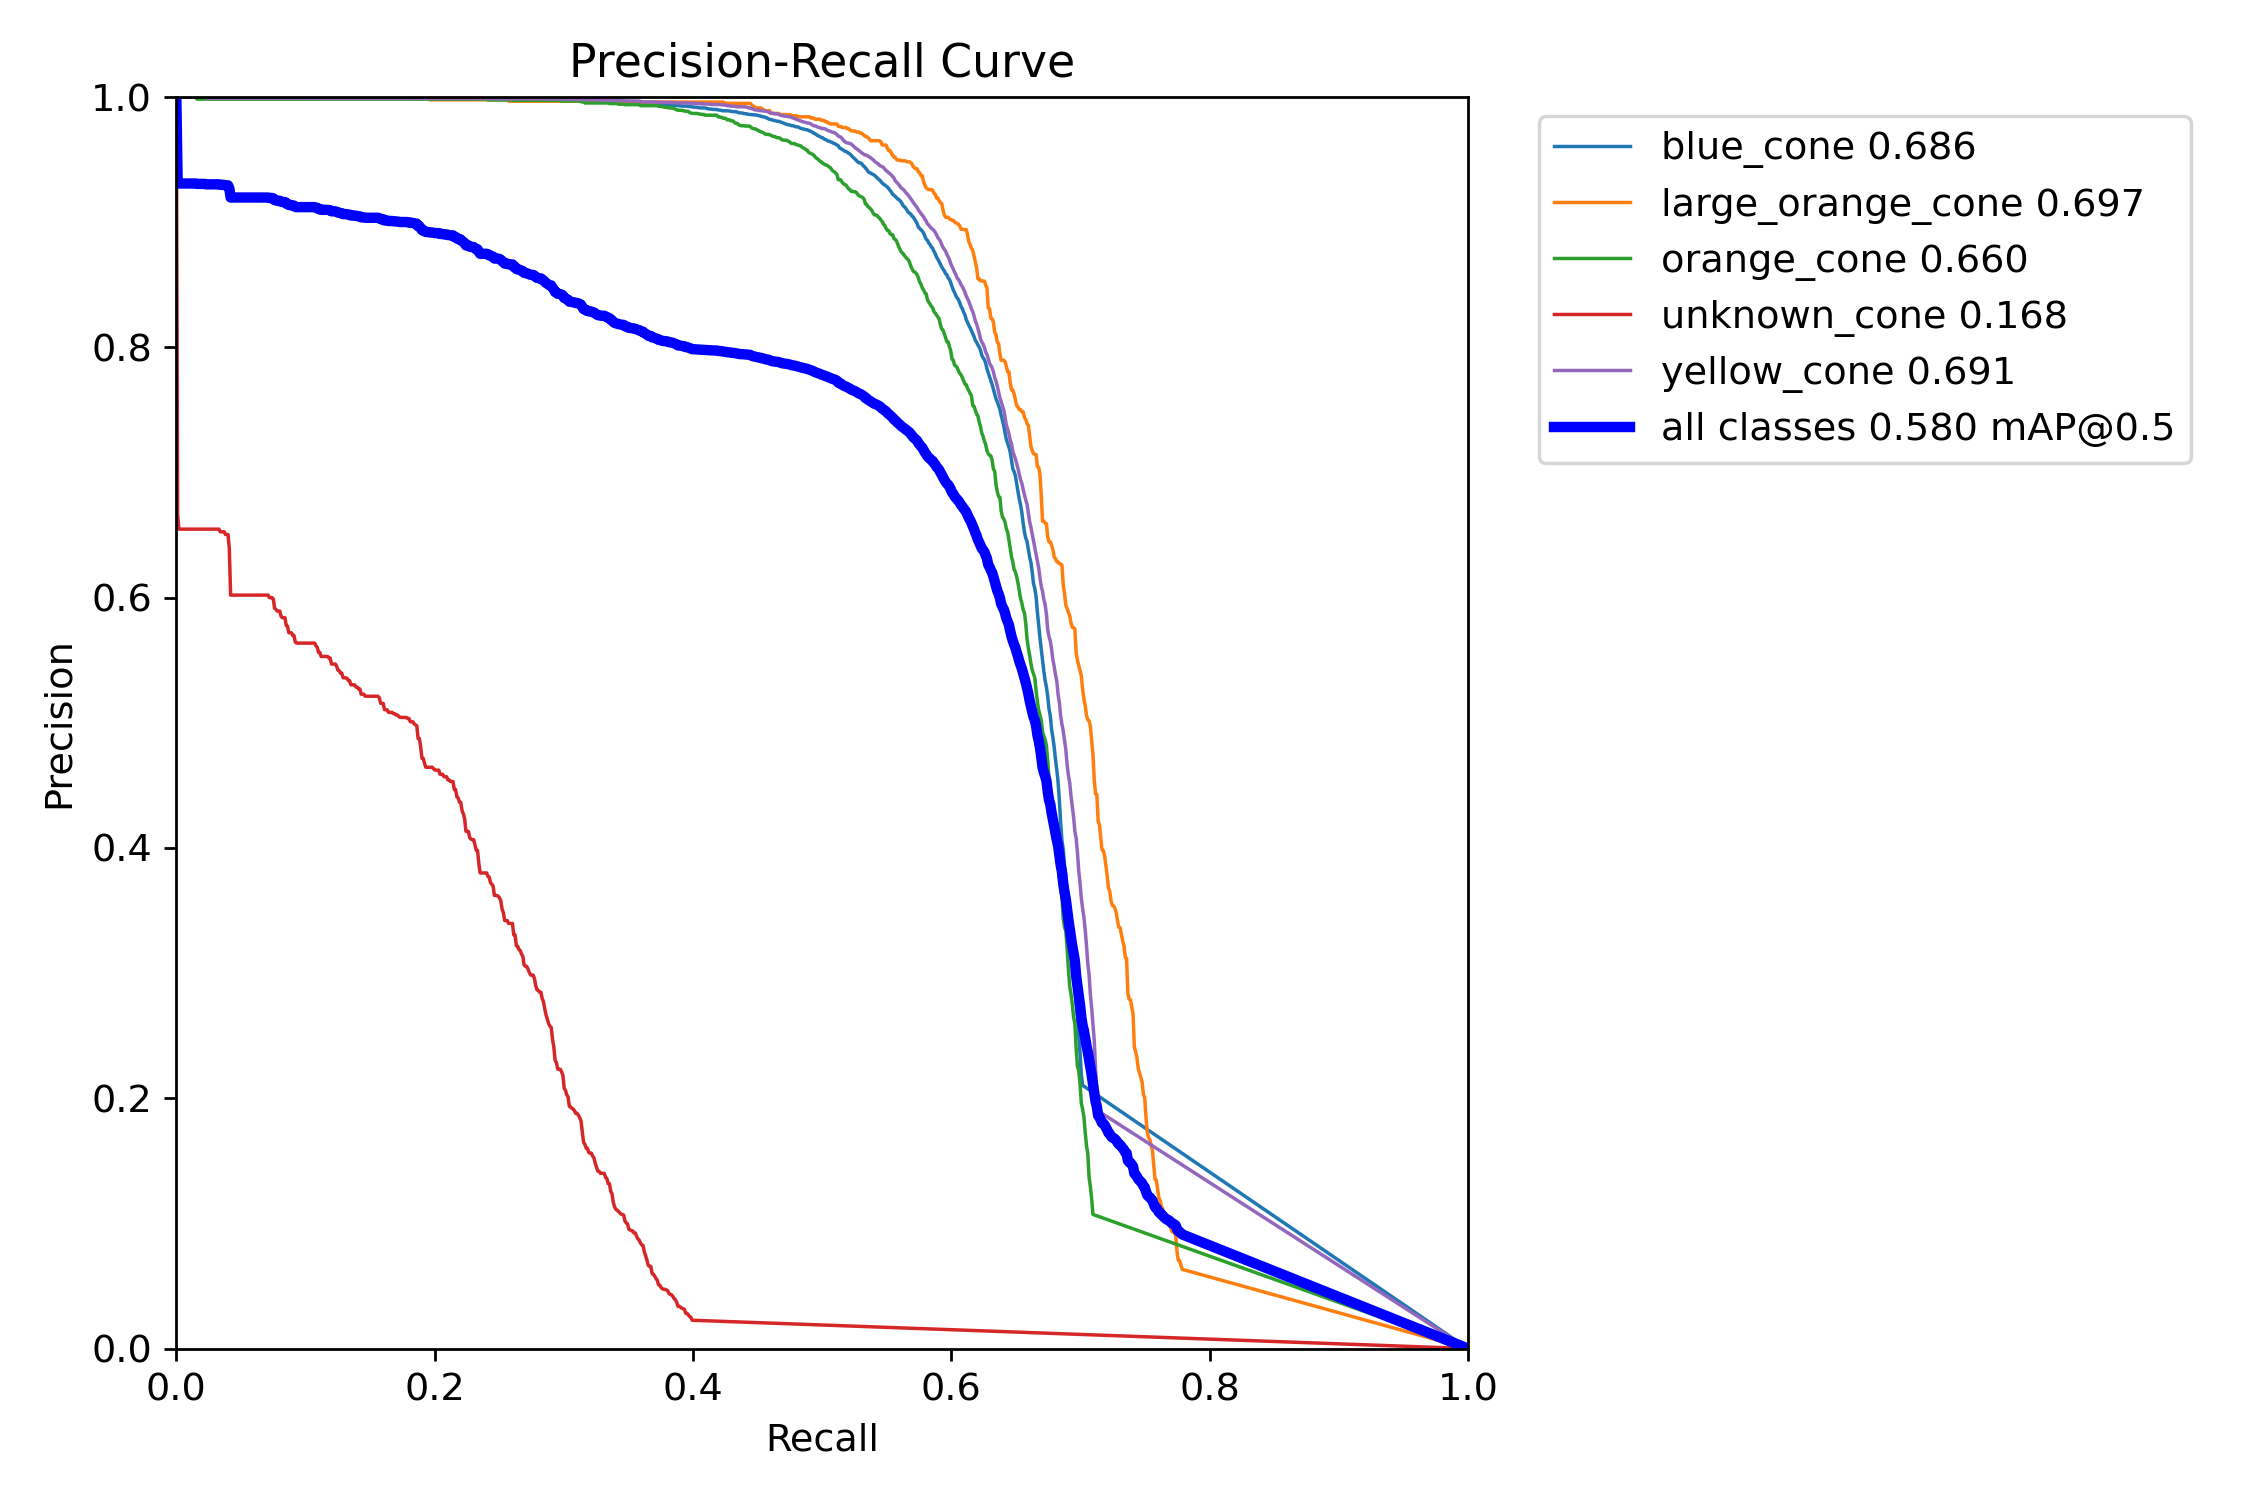 Precision-Recall Curve
1.0
0.8
0.6
0.4
0.2
0.0
Precision
0.0 0.2 0.4 0.6 0.8 1.0
Recall
blue_cone 0.686
large_orange_cone 0.697
orange_cone 0.660
unknown_cone 0.168
yellow_cone 0.691
all classes 0.580 mAP@0.5